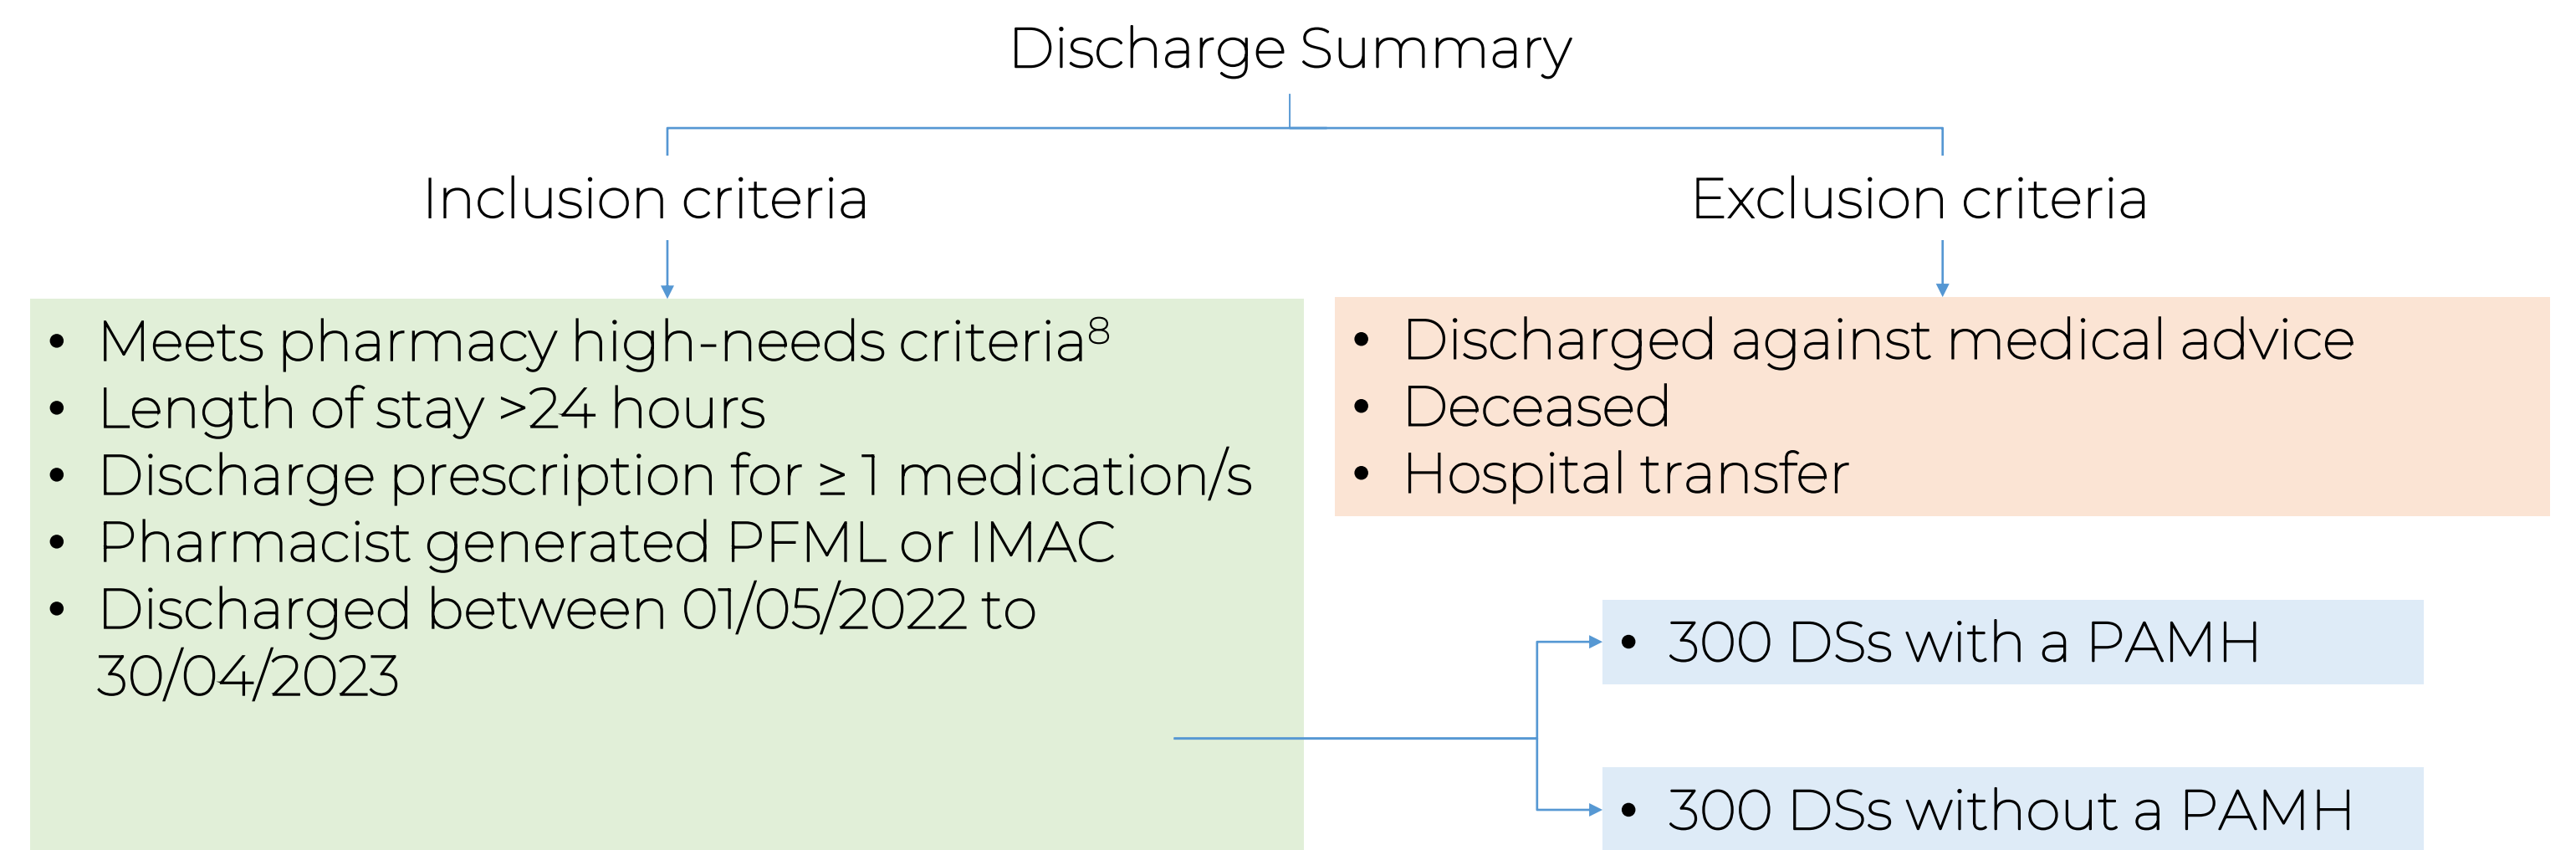 Discharge Summary
Inclusion criteria
Exclusion criteria
• Meets pharmacy high-needs criteria⁸
• Length of stay >24 hours
• Discharge prescription for ≥ 1 medication/s
• Pharmacist generated PFML or IMAC
• Discharged between 01/05/2022 to
30/04/2023
• Discharged against medical advice
• Deceased
• Hospital transfer
• 300 DSs with a PAMH
• 300 DSs without a PAMH